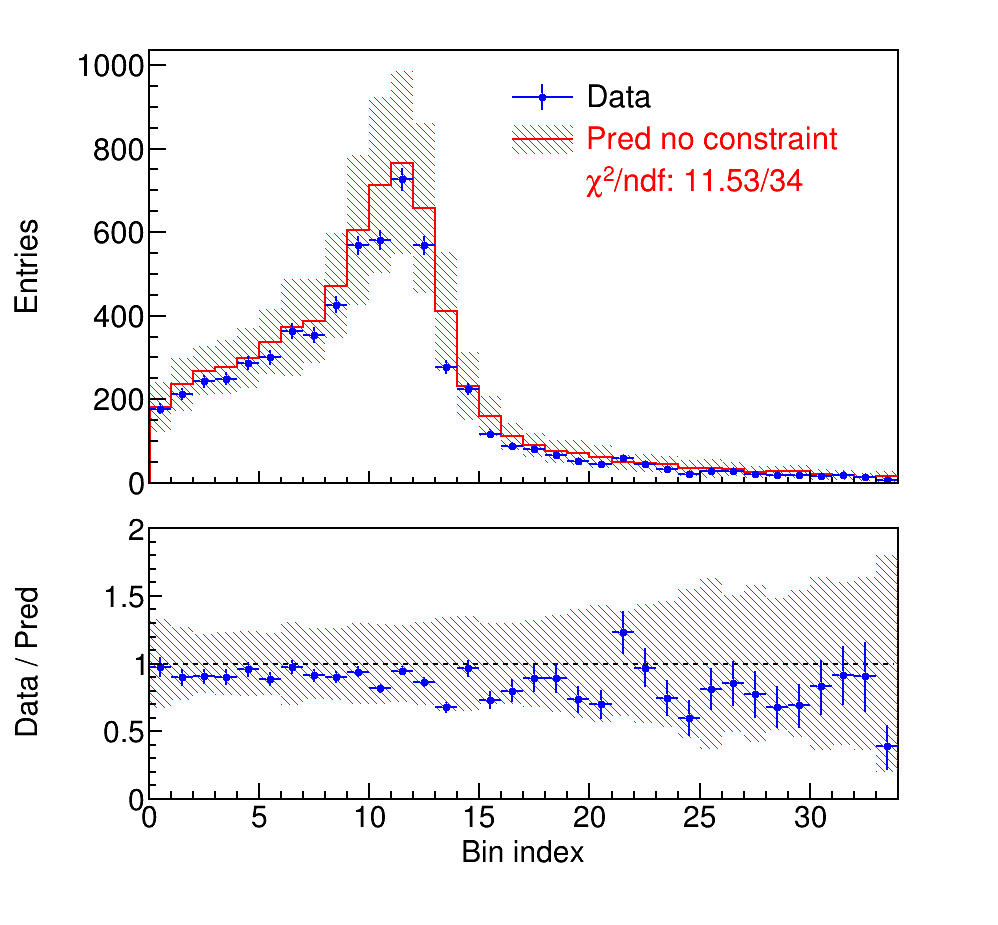 1000
800
600
400
200
0
Entries
Data
Pred no constraint
χ²/ndf: 11.53/34
2
1.5
1
0.5
0
Data / Pred
0 5 10 15 20 25 30
Bin index